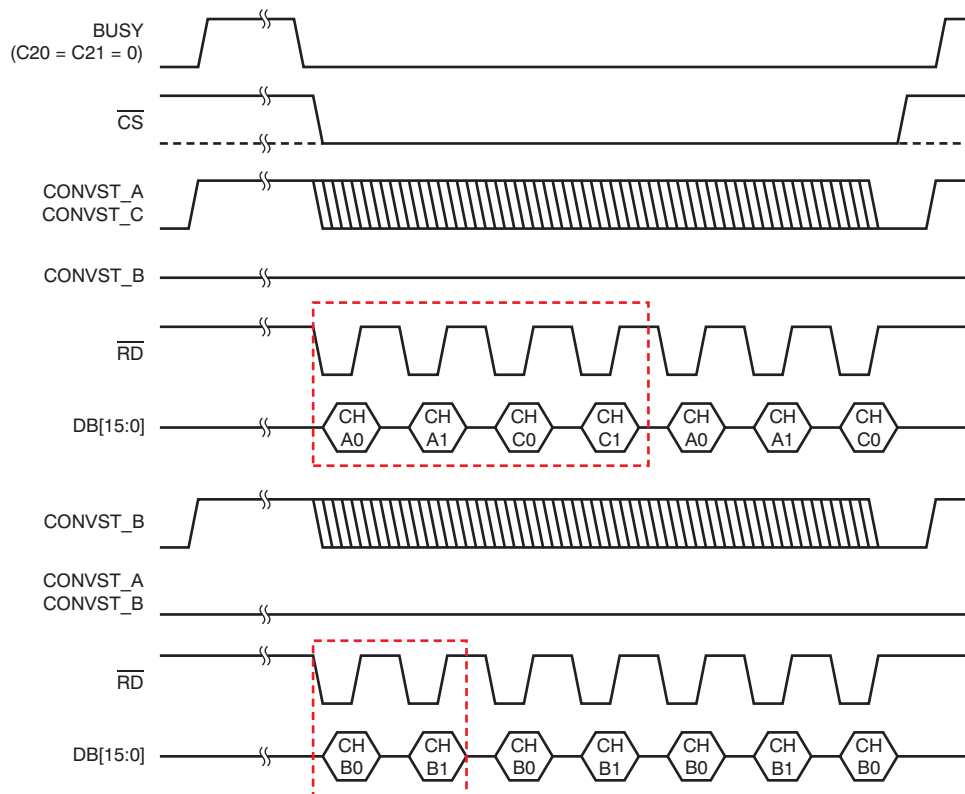 BUSY
(C20 = C21 = 0)
CS
CONVST_A
CONVST_C
CONVST_B
RD
DB[15:0]
CH
A0
CH
A1
CH
C0
CH
C1
CH
A0
CH
A1
CH
C0
CONVST_B
CONVST_A
CONVST_B
RD
DB[15:0]
CH
B0
CH
B1
CH
B0
CH
B1
CH
B0
CH
B1
CH
B0